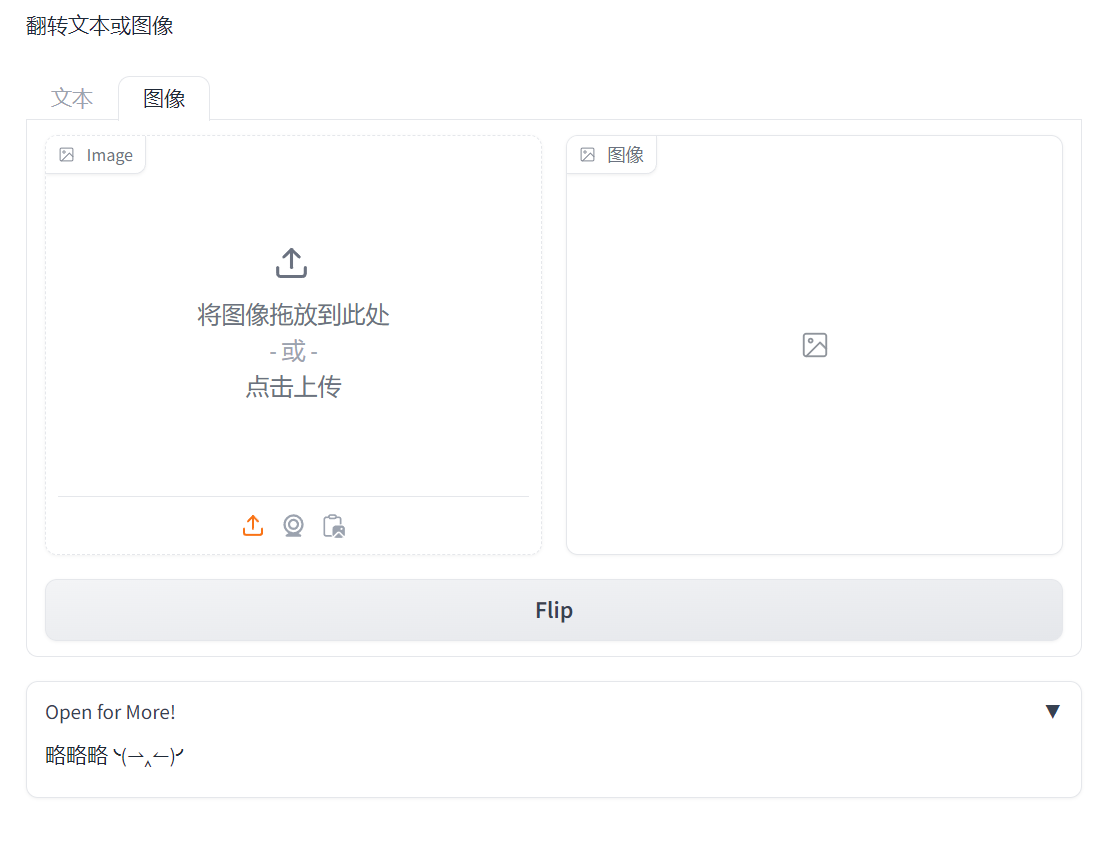 翻转文本或图像
文本 图像
Image
图像
将图像拖放到此处
- 或 -
点击上传
Flip
Open for More!
▼
略略略 ◝(⇀‸↼)◜